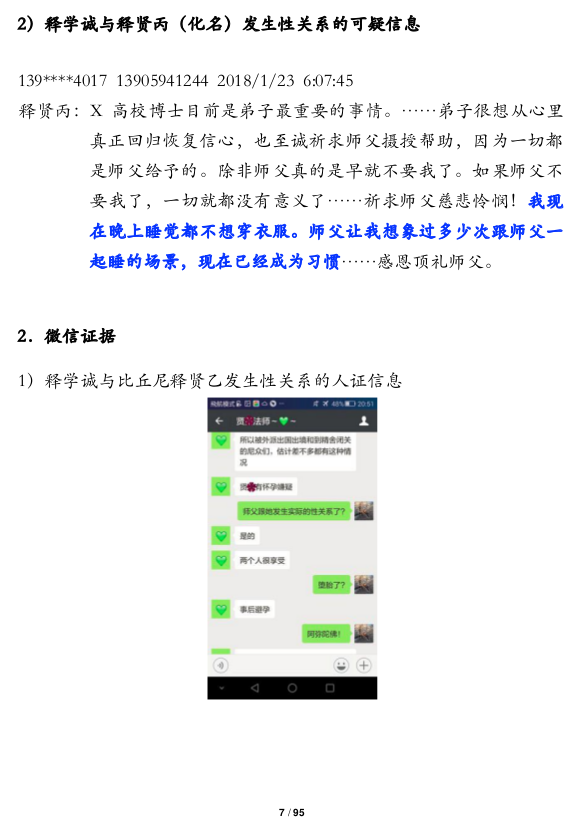 2）释学诚与释贤丙（化名）发生性关系的可疑信息
139****4017 13905941244 2018/1/23 6:07:45
释贤丙：X 高校博士目前是弟子最重要的事情。……弟子很想从心里
真正回归恢复信心，也至诚祈求师父摄授帮助，因为一切都
是师父给予的。除非师父真的是早就不要我了。如果师父不
要我了，一切就都没有意义了……祈求师父慈悲怜悯！我现
在晚上睡觉都不想穿衣服。师父让我想象过多少次跟师父一
起睡的场景，现在已经成为习惯……感恩顶礼师父。
2．微信证据
1）释学诚与比丘尼释贤乙发生性关系的人证信息
飞航模式 48% 20:51
贤 法师~💚~
所以被外派出国出塡和到精舍闭关
的尼众们，估计差不多都有这种情
况
贤 有怀孕嫌疑
师父跟她发生实际的性关系了？
是的
两个人很享受
堕胎了？
事后避孕
阿弥陀佛！
7 / 95